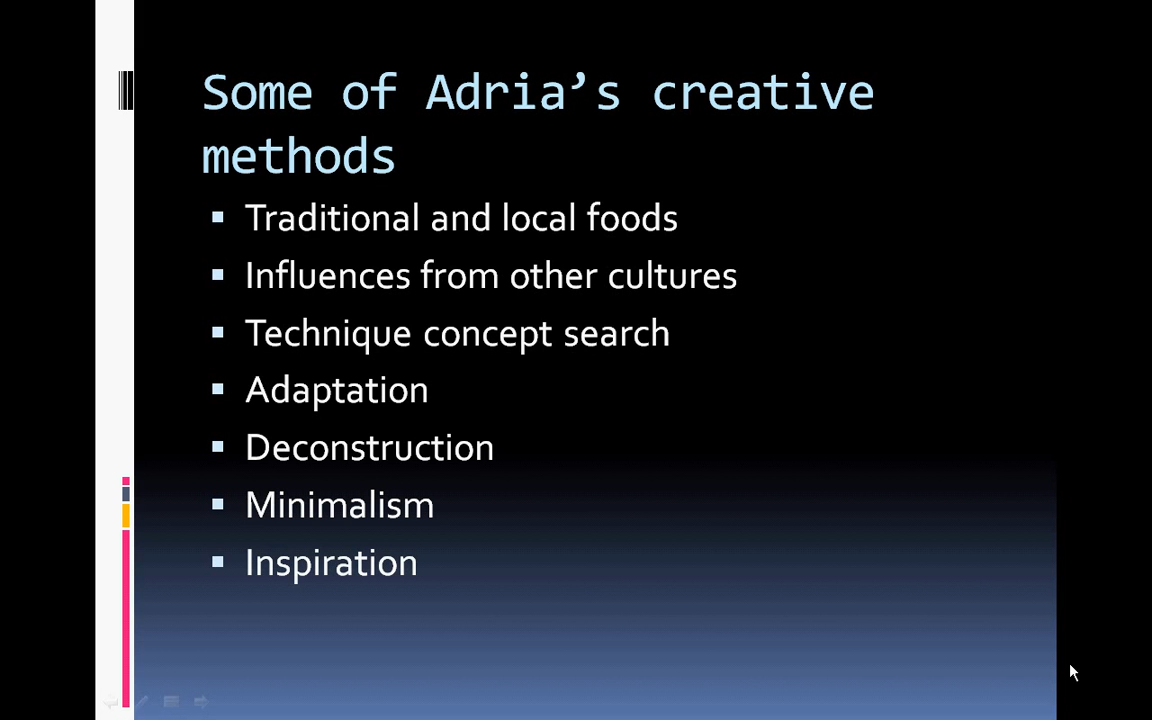 Some of Adria’s creative
methods
Traditional and local foods
Influences from other cultures
Technique concept search
Adaptation
Deconstruction
Minimalism
Inspiration